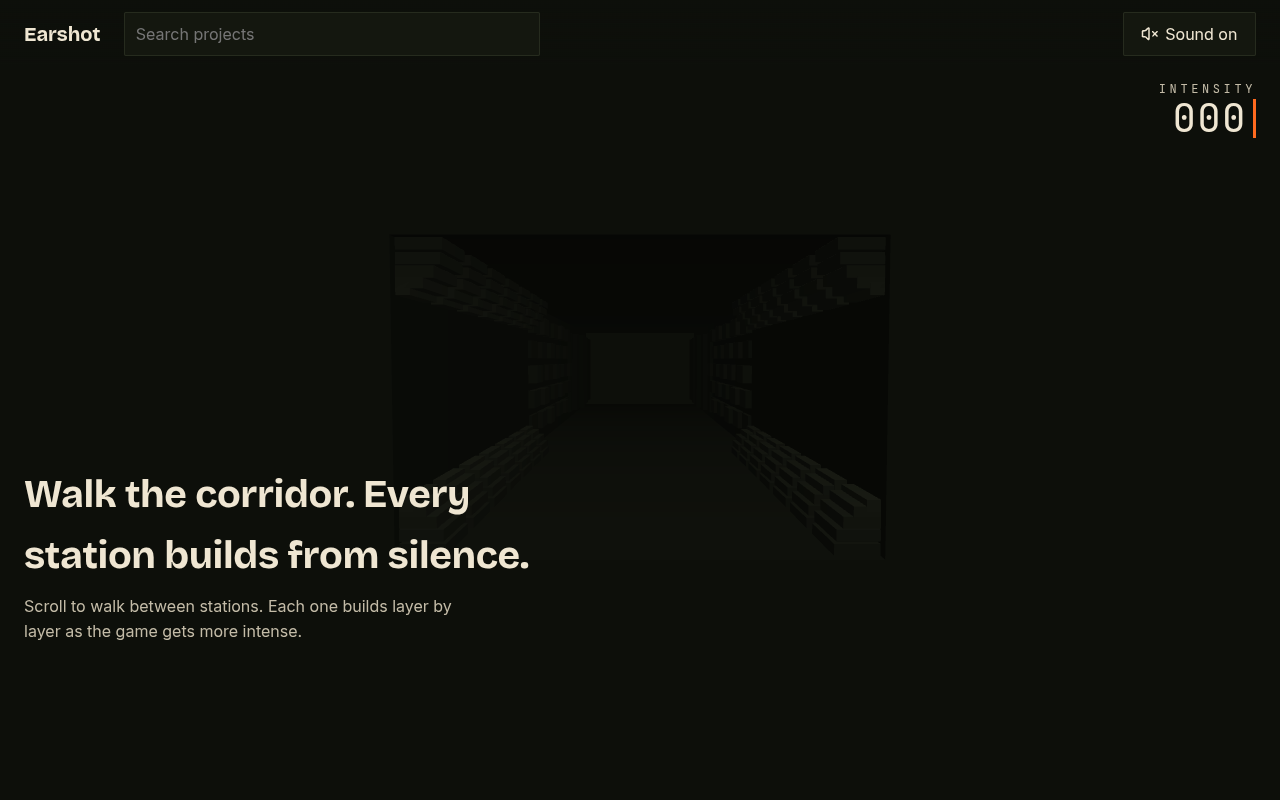 Earshot
Search projects
Sound on
INTENSITY
000
Walk the corridor. Every
station builds from silence.
Scroll to walk between stations. Each one builds layer by
layer as the game gets more intense.